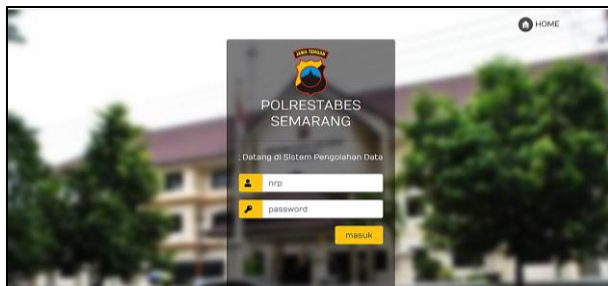 HOME
JAWA TENGAH
POLRESTABES
SEMARANG
: Datang di Sistem Pengolahan Data
nrp
password
masuk